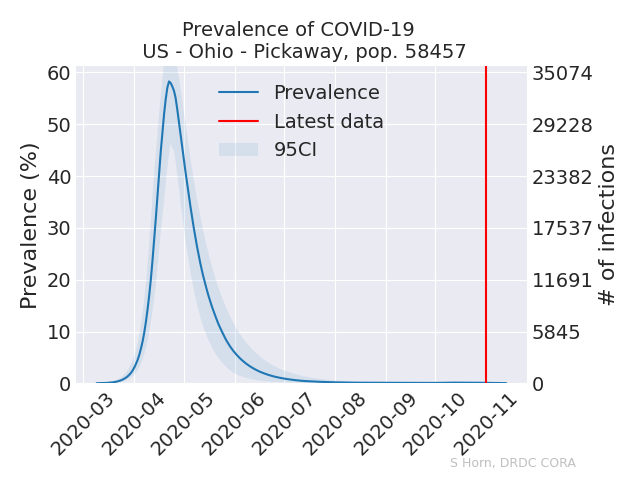 Prevalence of COVID-19
US - Ohio - Pickaway, pop. 58457
Prevalence (%)
60
50
40
30
20
10
0
Prevalence
Latest data
95CI
35074
29228
23382
17537
11691
5845
0
# of infections
2020-03
2020-04
2020-05
2020-06
2020-07
2020-08
2020-09
2020-10
2020-11
S Horn, DRDC CORA